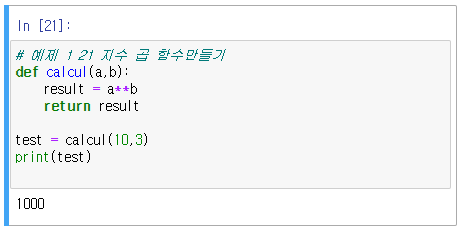 In [21]:
# 예제 1 21 지수 곱 함수만들기
def calcul(a,b):
    result = a**b
    return result
test = calcul(10,3)
print(test)
1000